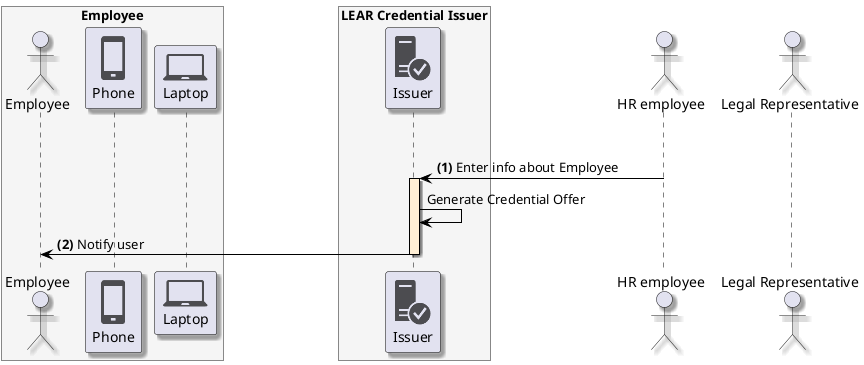 Employee
LEAR Credential Issuer
Employee
Phone
Laptop
Issuer
HR employee
Legal Representative
(1) Enter info about Employee
Generate Credential Offer
(2) Notify user
Employee
Phone
Laptop
Issuer
HR employee
Legal Representative